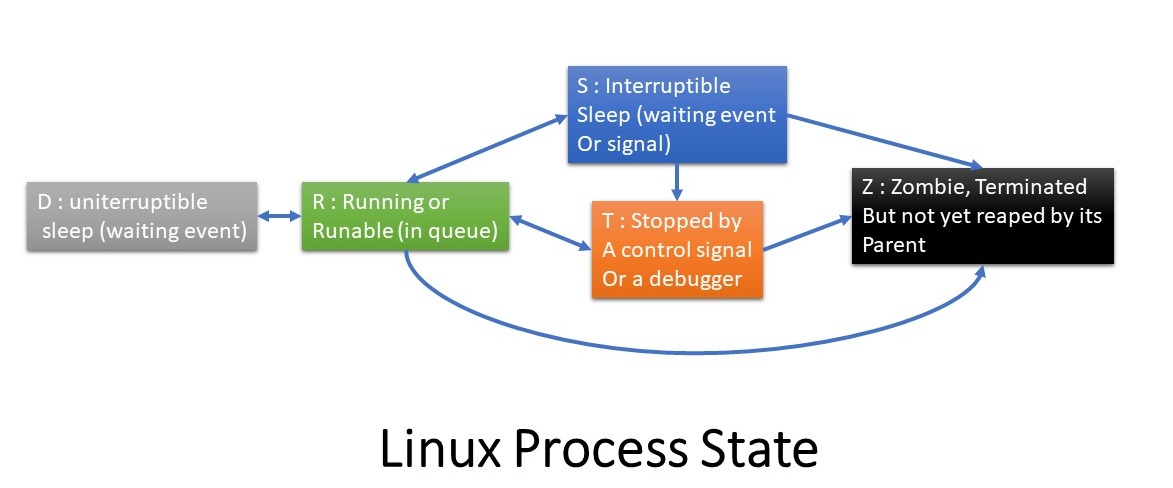 S : Interruptible
Sleep (waiting event
Or signal)
D : uniterruptible
sleep (waiting event)
R : Running or
Runable (in queue)
T : Stopped by
A control signal
Or a debugger
Z : Zombie, Terminated
But not yet reaped by its
Parent
Linux Process State